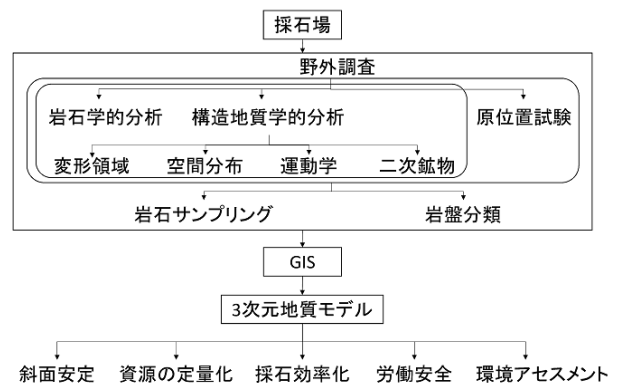 採石場
野外調査
岩石学的分析 構造地質学的分析 原位置試験
変形領域 空間分布 運動学 二次鉱物
岩石サンプリング 岩盤分類
GIS
3次元地質モデル
斜面安定 資源の定量化 採石効率化 労働安全 環境アセスメント